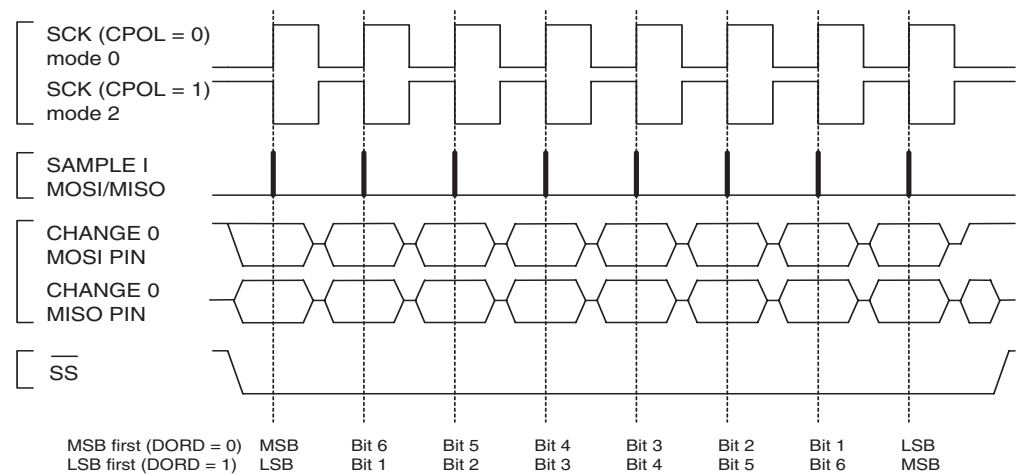 SCK (CPOL = 0)
mode 0
SCK (CPOL = 1)
mode 2
SAMPLE I
MOSI/MISO
CHANGE 0
MOSI PIN
CHANGE 0
MISO PIN
SS
MSB first (DORD = 0) MSB Bit 6 Bit 5 Bit 4 Bit 3 Bit 2 Bit 1 LSB
LSB first (DORD = 1) LSB Bit 1 Bit 2 Bit 3 Bit 4 Bit 5 Bit 6 MSB